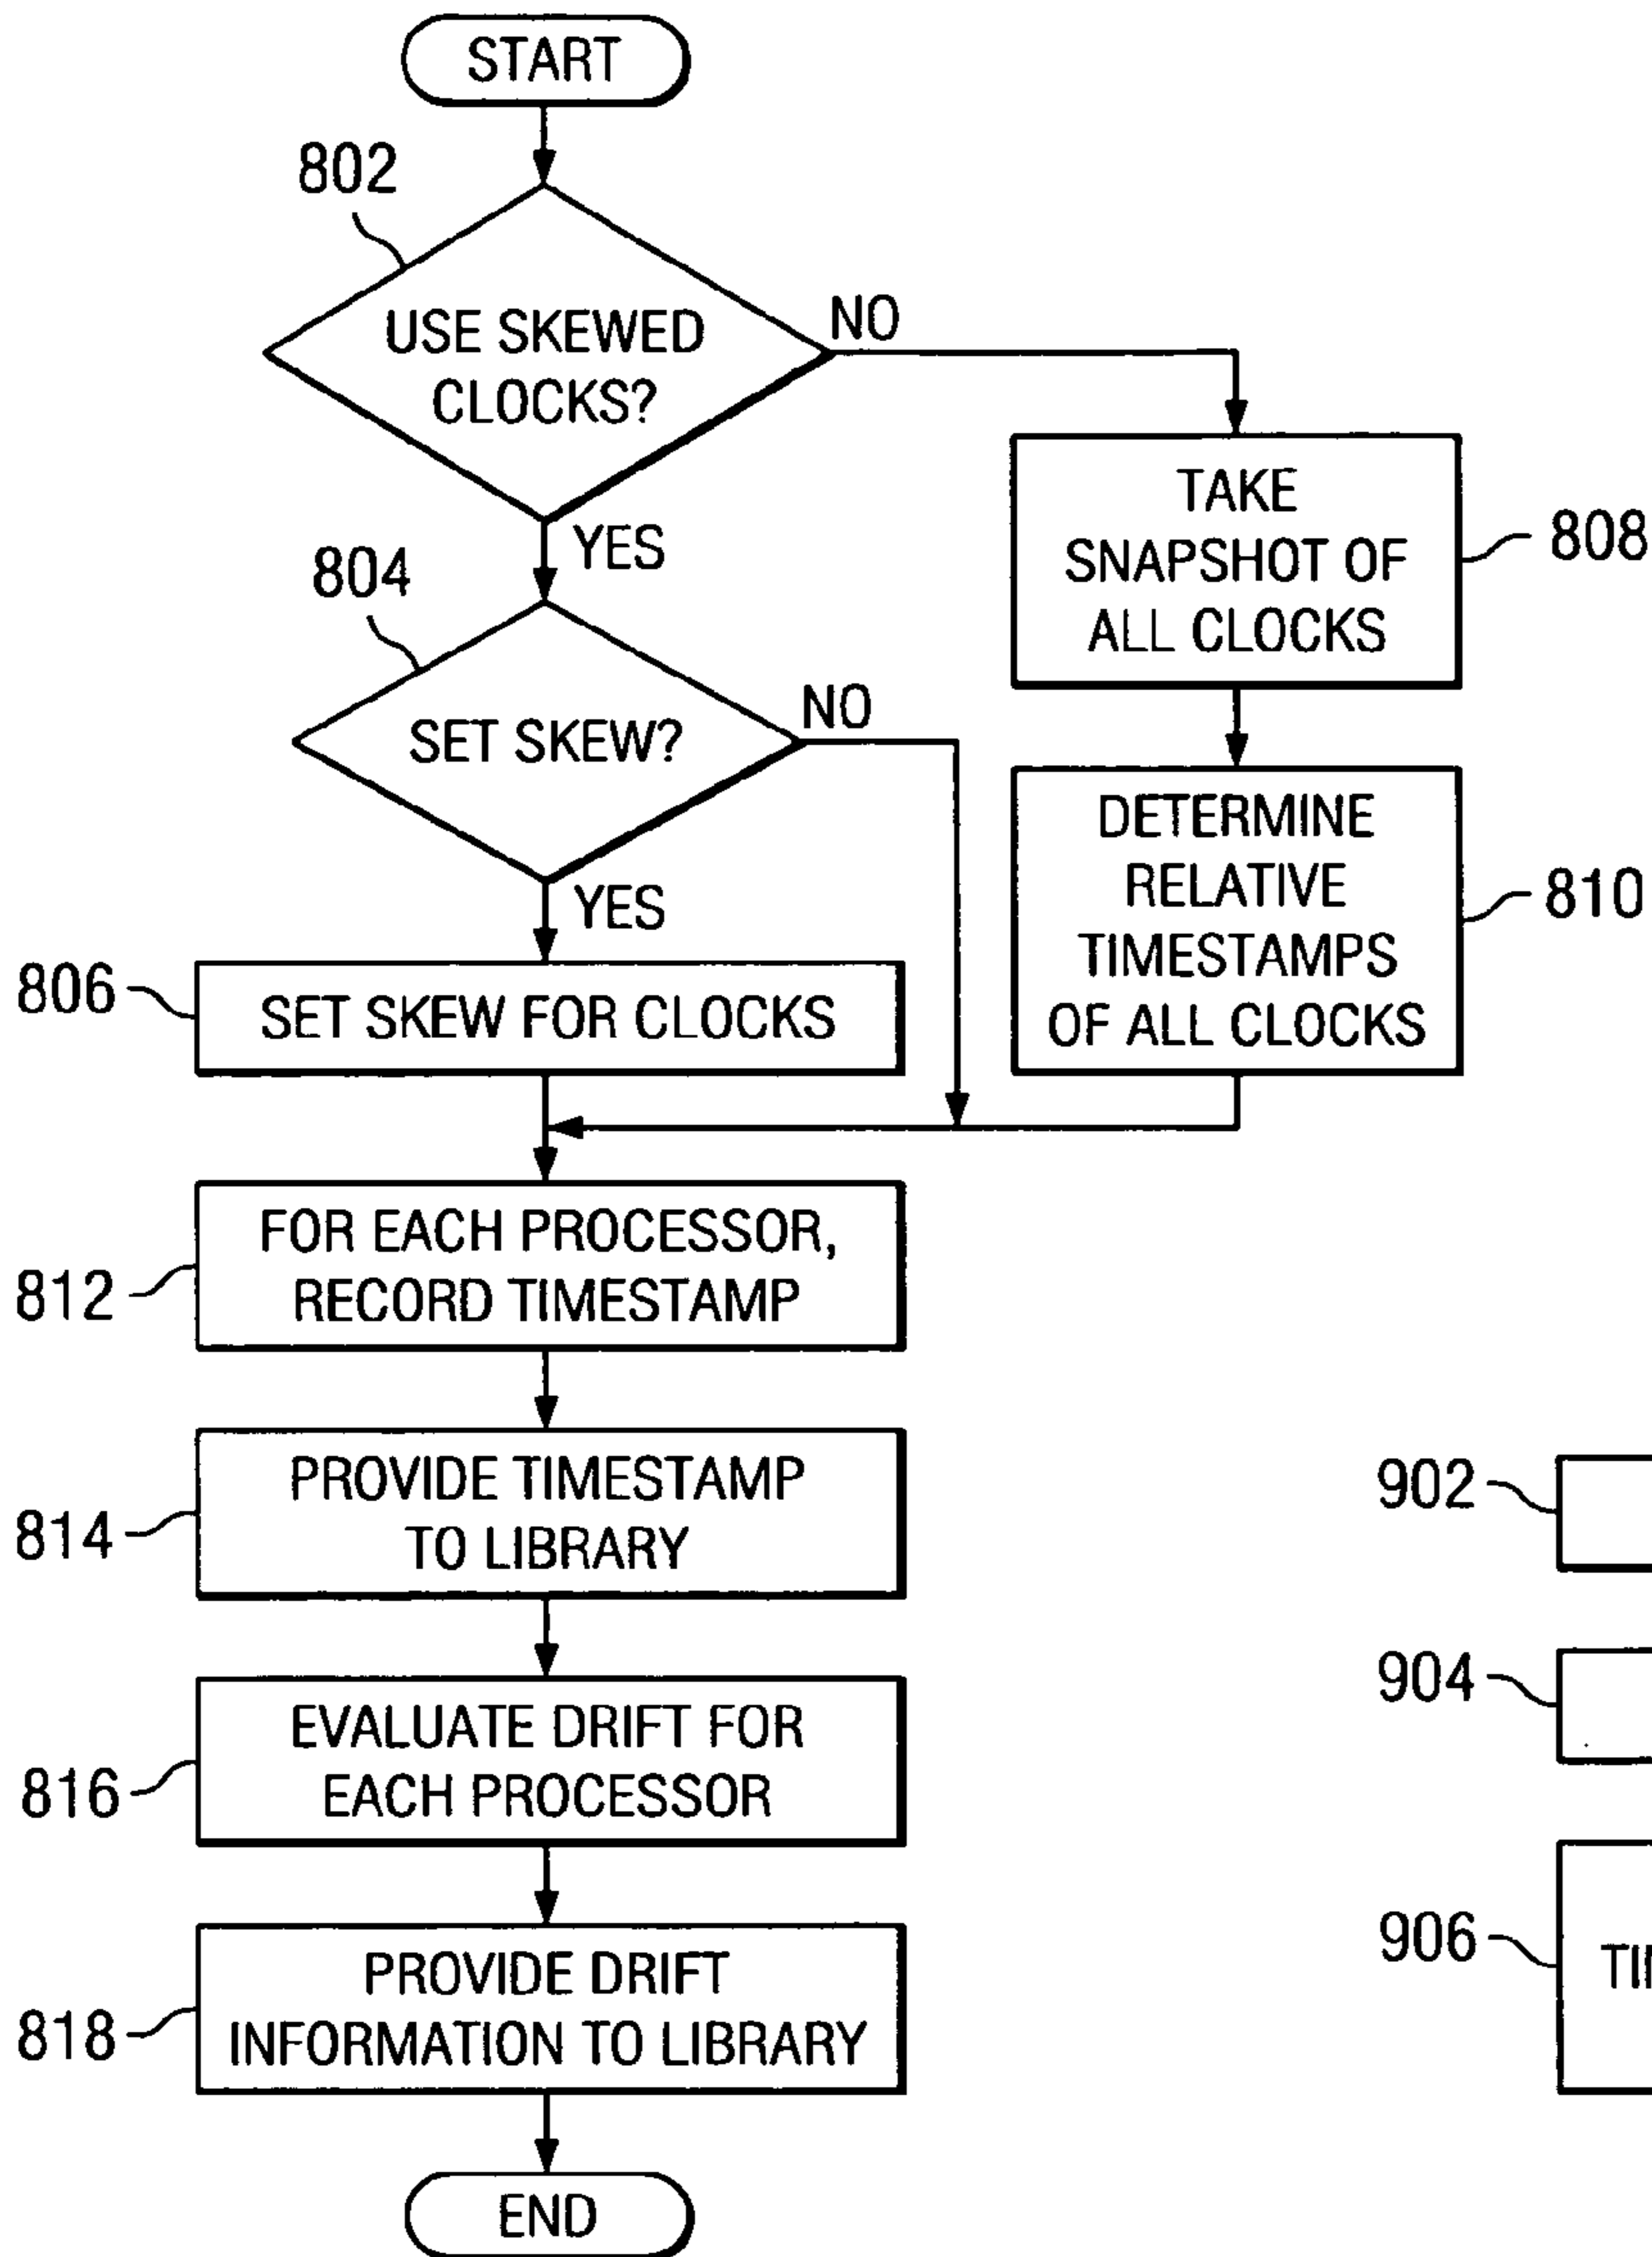 START
802
USE SKEWED
CLOCKS?
NO
YES
TAKE
SNAPSHOT OF
ALL CLOCKS
808
804
SET SKEW?
NO
YES
DETERMINE
RELATIVE
TIMESTAMPS
OF ALL CLOCKS
810
806
SET SKEW FOR CLOCKS
812
FOR EACH PROCESSOR,
RECORD TIMESTAMP
814
PROVIDE TIMESTAMP
TO LIBRARY
816
EVALUATE DRIFT FOR
EACH PROCESSOR
818
PROVIDE DRIFT
INFORMATION TO LIBRARY
END
902
904
906